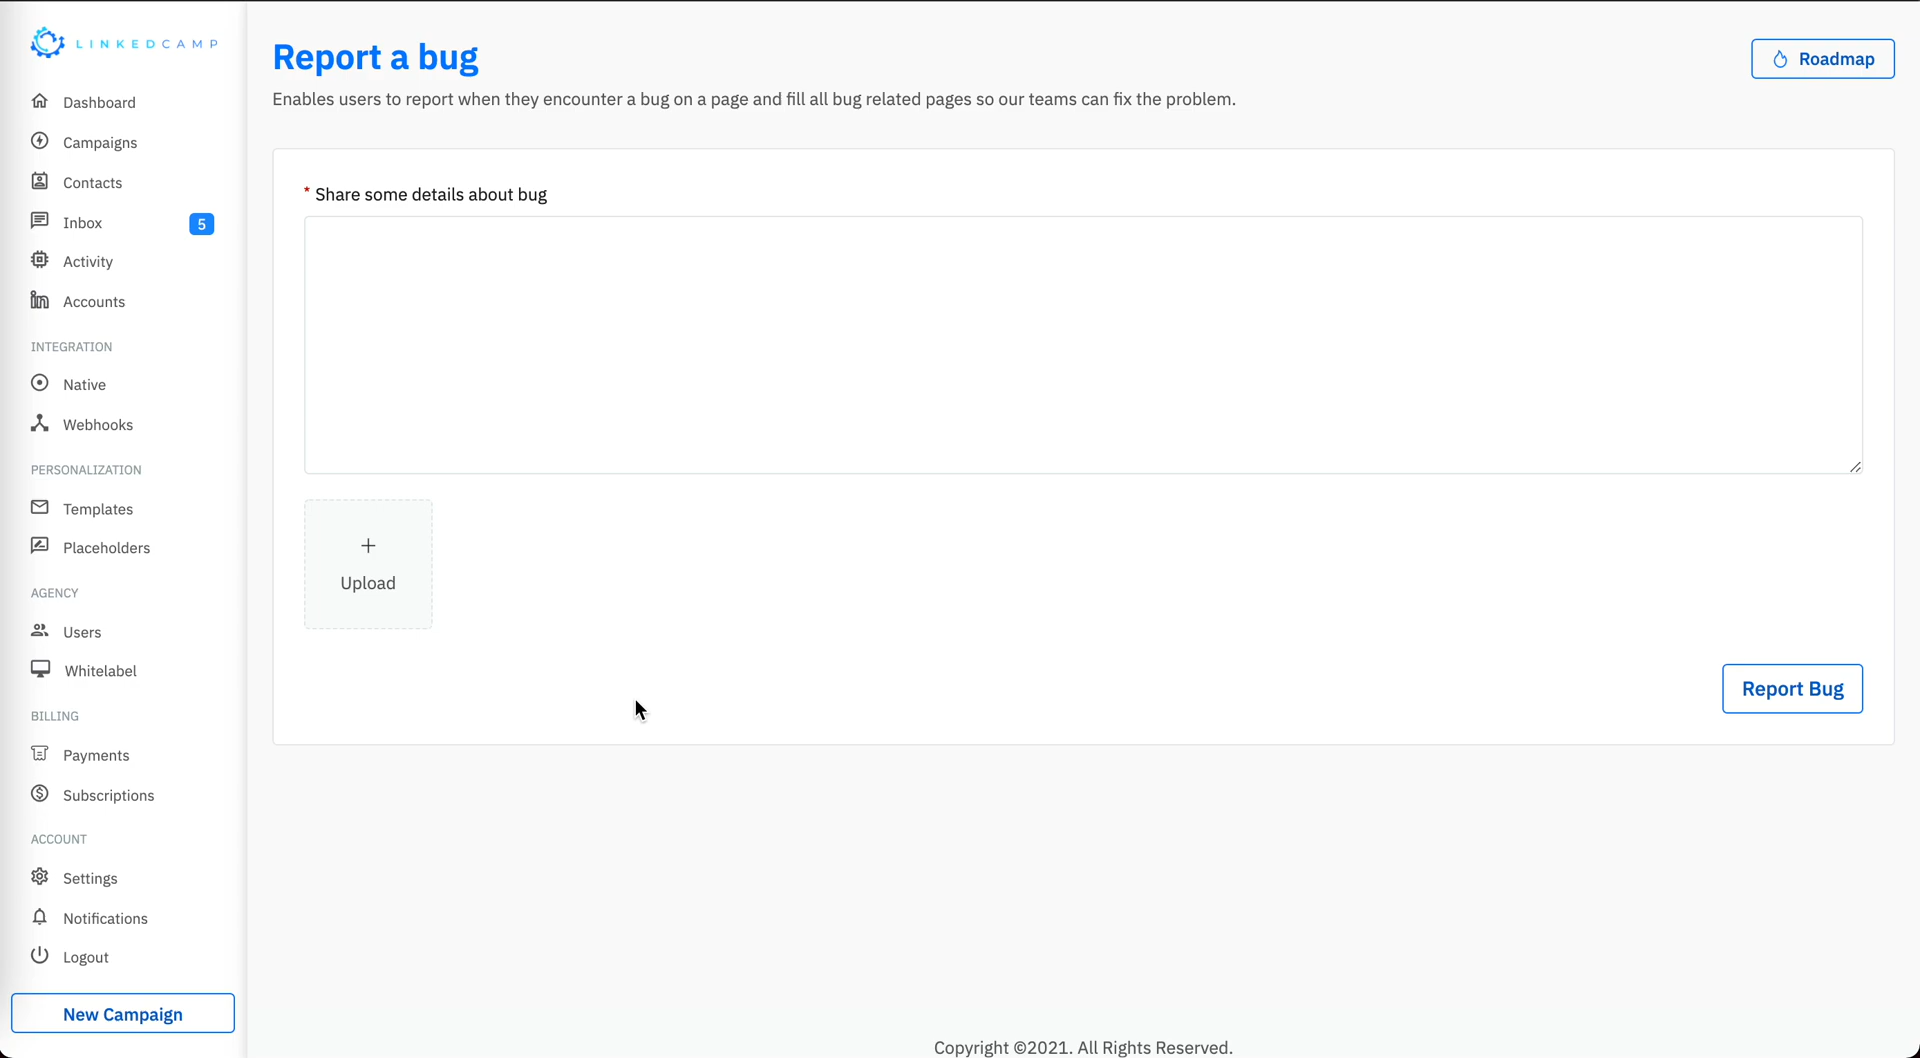 LINKEDCAMP
Dashboard
Campaigns
Contacts
Inbox 5
Activity
Accounts
INTEGRATION
Native
Webhooks
PERSONALIZATION
Templates
Placeholders
AGENCY
Users
Whitelabel
BILLING
Payments
Subscriptions
ACCOUNT
Settings
Notifications
Logout
New Campaign
Report a bug
Roadmap
Enables users to report when they encounter a bug on a page and fill all bug related pages so our teams can fix the problem.
* Share some details about bug
+
Upload
Report Bug
Copyright ©2021. All Rights Reserved.